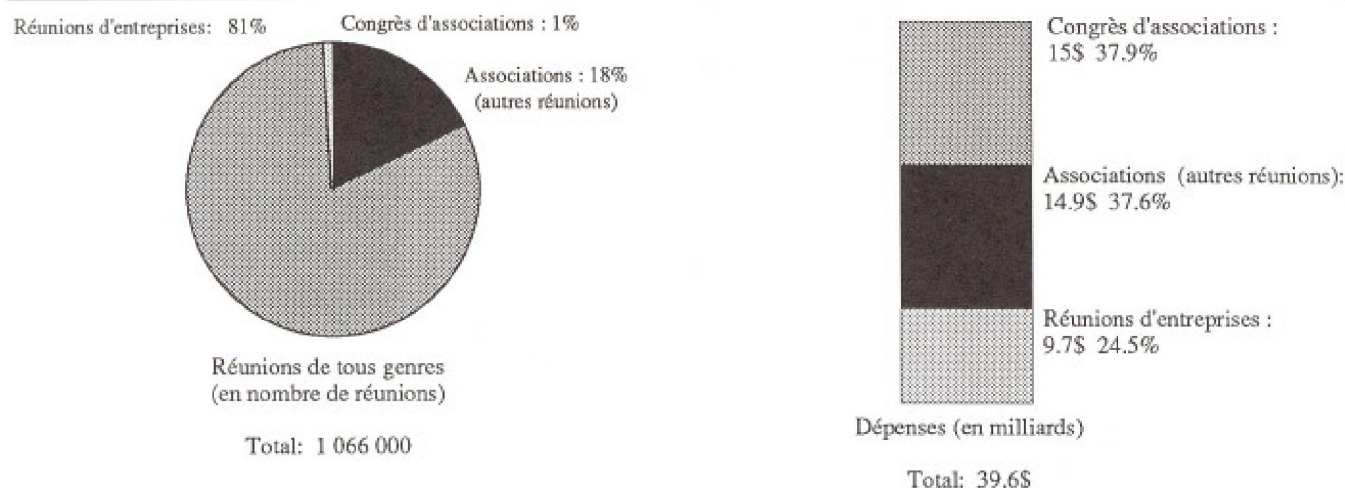 Réunions d'entreprises: 81%
Congrès d'associations : 1%
Associations : 18%
(autres réunions)
Réunions de tous genres
(en nombre de réunions)
Total: 1 066 000
Congrès d'associations :
15$ 37.9%
Associations (autres réunions):
14.9$ 37.6%
Réunions d'entreprises :
9.7$ 24.5%
Dépenses (en milliards)
Total: 39.6$